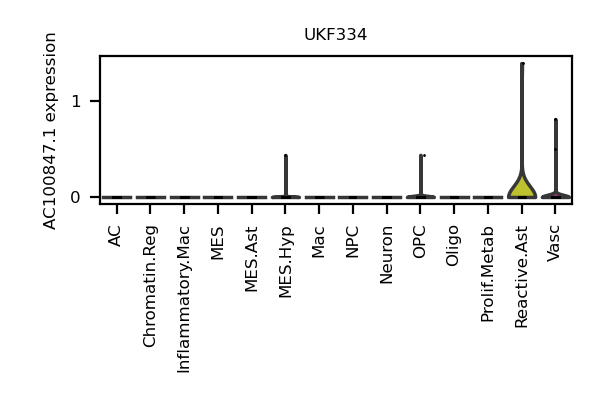 UKF334
AC100847.1 expression
1
0
AC
Chromatin.Reg
Inflammatory.Mac
MES
MES.Ast
MES.Hyp
Mac
NPC
Neuron
OPC
Oligo
Prolif.Metab
Reactive.Ast
Vasc